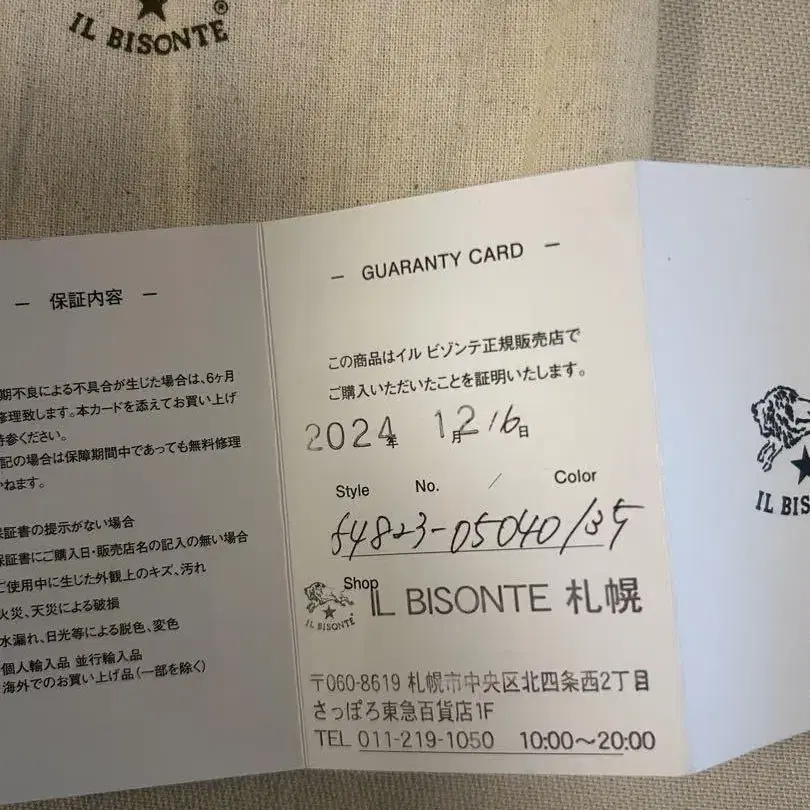 IL BISONTE®
— 保証内容 —
期不良による不具合が生じた場合は、6ヶ月
修理致します。本カードを添えてお買い上げ
持参ください。
記の場合は保障期間中であっても無料修理
かねます。
保証書の提示がない場合
保証書にご購入日・販売店名の記入の無い場合
ご使用中に生じた外観上のキズ、汚れ
火災、天災による破損
水漏れ、日光等による脱色、変色
個人輸入品 並行輸入品
海外でのお買い上げ品(一部を除く)
— GUARANTY CARD —
この商品はイル ビゾンテ正規販売店で
ご購入いただいたことを証明いたします。
2024年 12月16日
Style No. / Color
54823-05040/135
Shop
IL BISONTE 札幌
IL BISONTE
〒060-8619 札幌市中央区北四条西2丁目
さっぽろ東急百貨店1F
TEL 011-219-1050 10:00～20:00
IL BIS